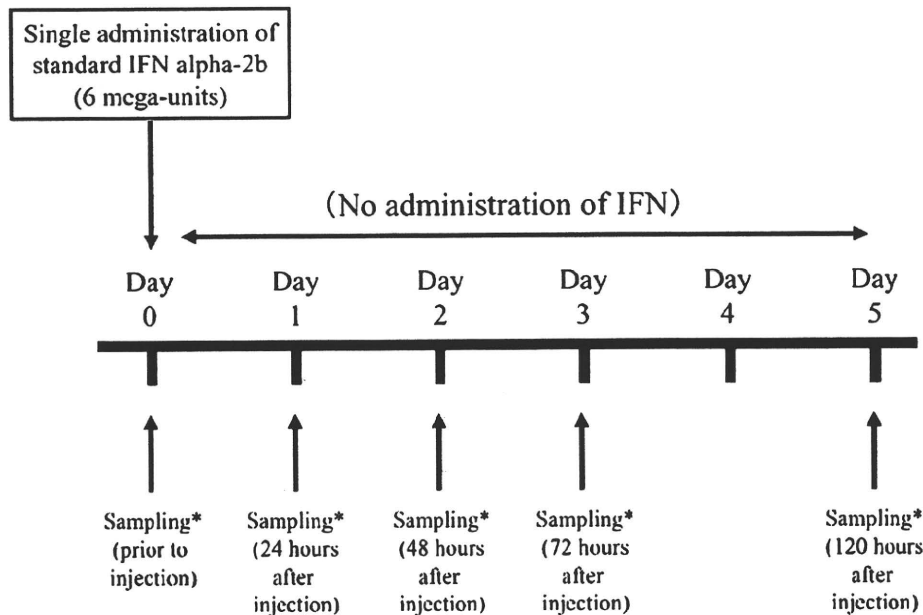 Single administration of
standard IFN alpha-2b
(6 mega-units)
(No administration of IFN)
Day Day Day Day Day Day
0 1 2 3 4 5
Sampling* Sampling* Sampling* Sampling* Sampling*
(prior to (24 hours (48 hours (72 hours (120 hours
injection) after after after after
injection) injection) injection) injection)